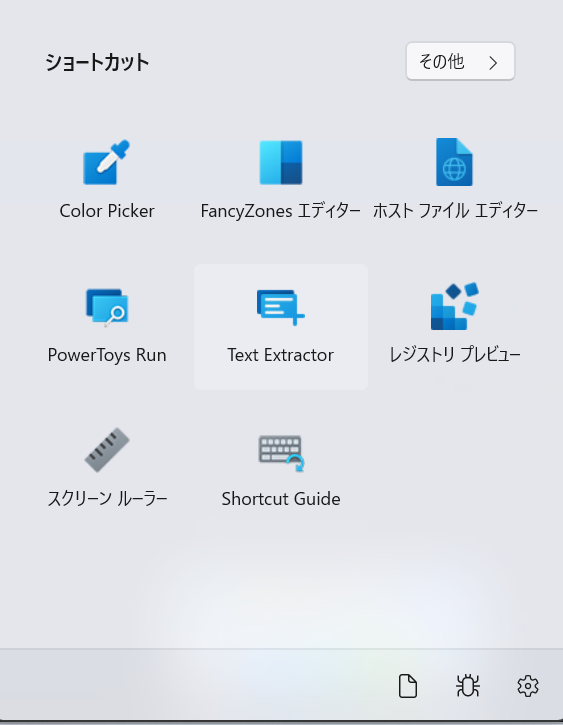 ショートカット
その他
Color Picker
FancyZones エディター
ホスト ファイル エディター
PowerToys Run
Text Extractor
レジストリ プレビュー
スクリーン ルーラー
Shortcut Guide